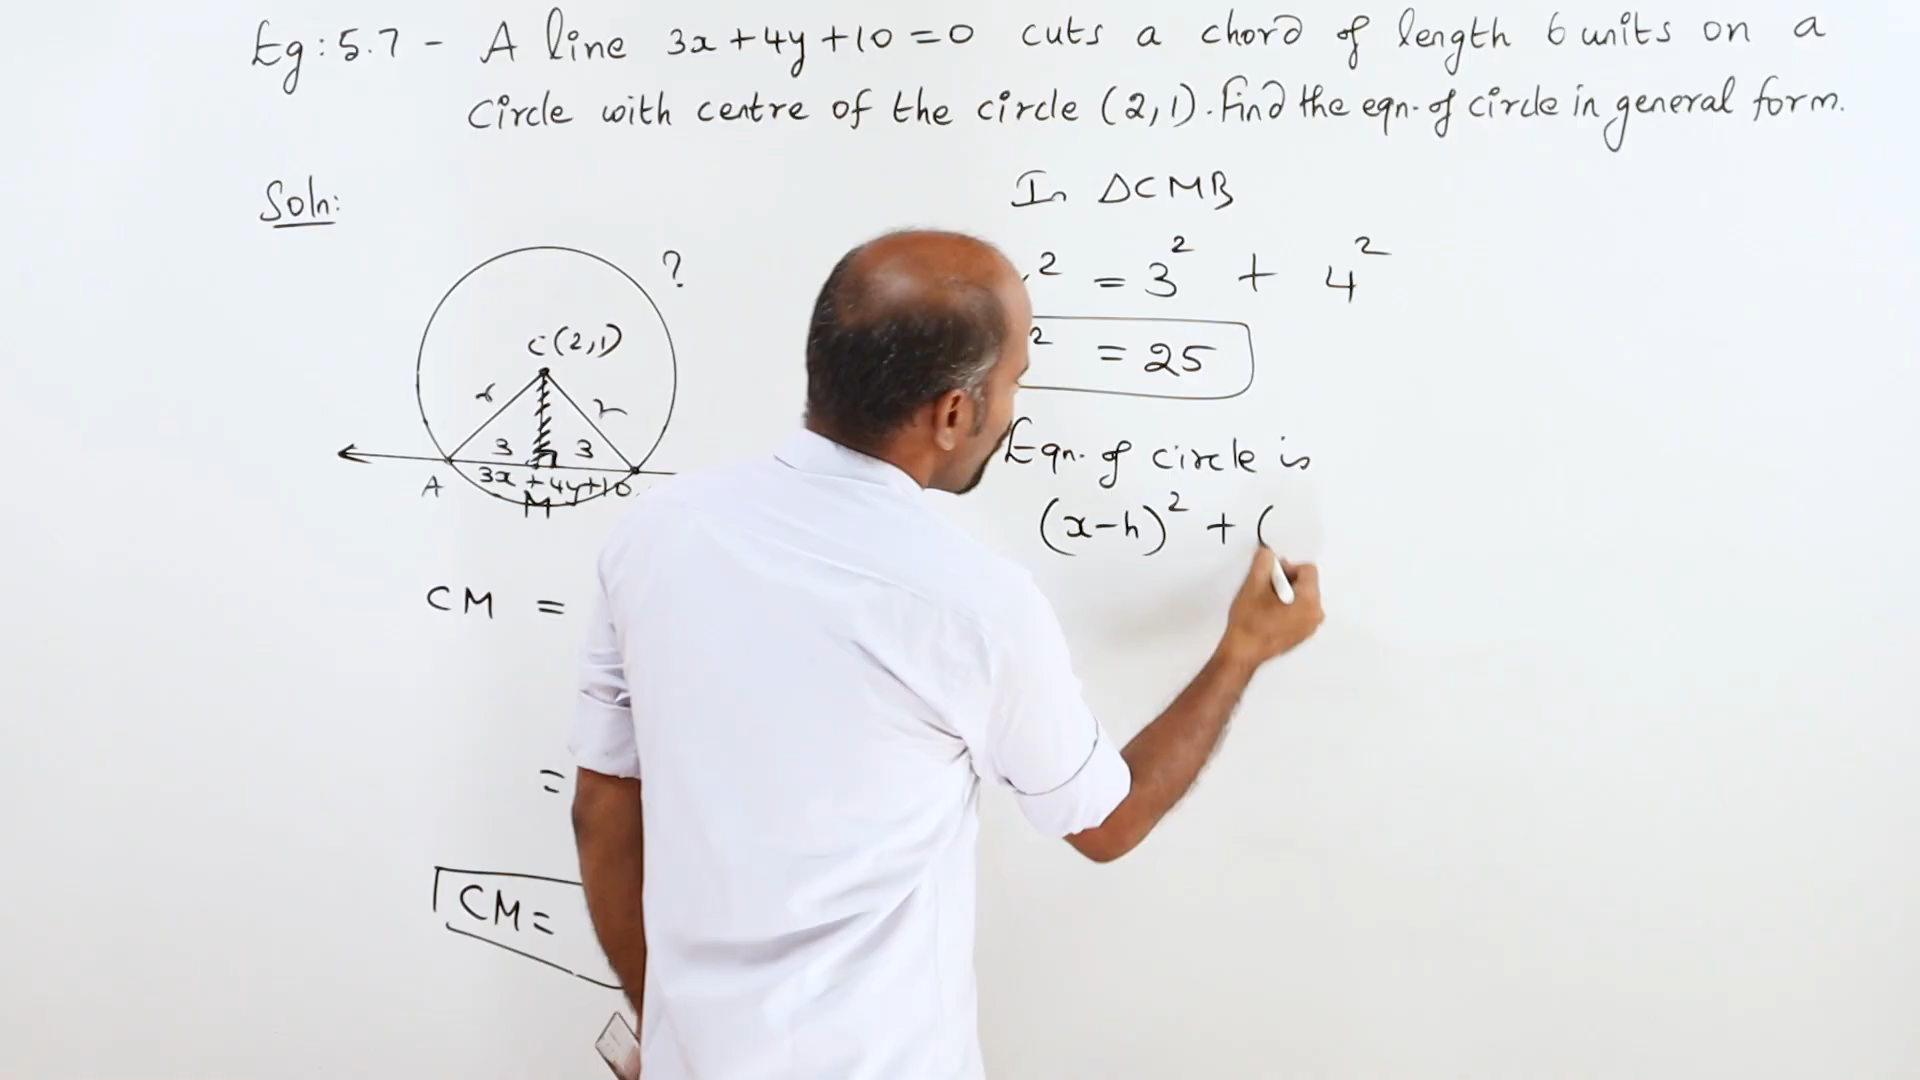 Eg: 5.7 - A line 3x + 4y + 10 = 0 cuts a chord of length 6 units on a
circle with centre of the circle (2,1). Find the eqn. of circle in general form.
Soln:
?
C(2,1)
r r
3 3
3x + 4y + 10
A
M
CM =
=
CM =
In ΔCMB
² = 3² + 4²
² = 25
Eqn. of circle is
(x-h)² + (